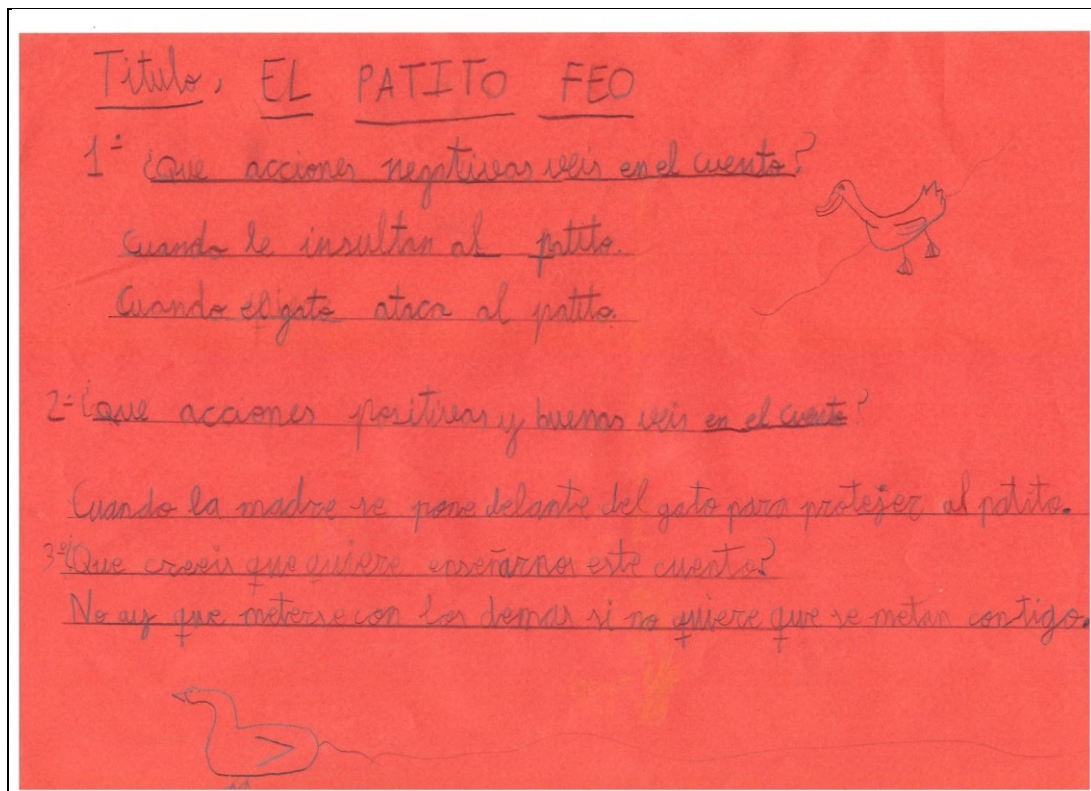 Titulo, EL PATITO FEO
1ª ¿Que acciones negativas veis en el cuento?
Cuando le insultan al patito.
Cuando el gato ataca al patito.
2ª ¿Que acciones positivas y buenas veis en el cuento?
Cuando la madre se pone delante del gato para protejer al patito.
3ª ¿Que creeis que quiere enseñarnos este cuento?
No ay que meterse con los demas si no quiere que se metan contigo.